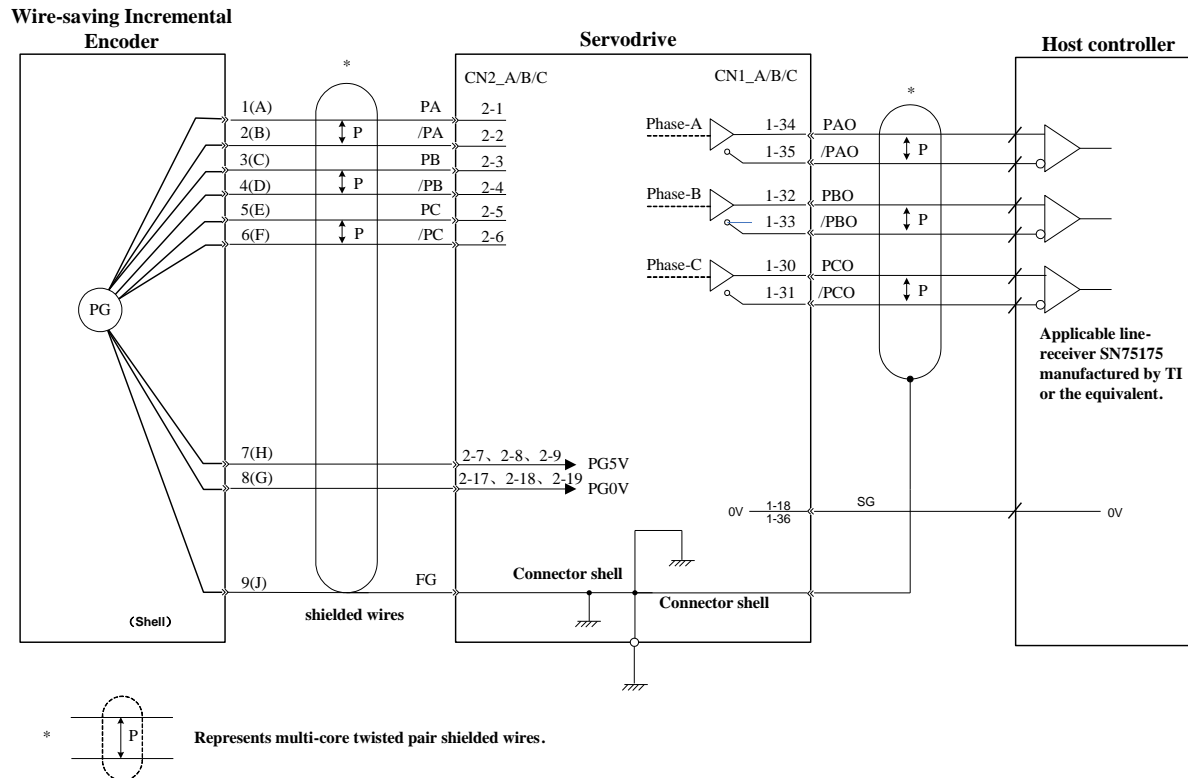 Wire-saving Incremental
Encoder
Servodrive
Host controller
*
CN2_A/B/C
CN1_A/B/C
*
1(A)
PA
2-1
2(B)
/PA
2-2
3(C)
PB
2-3
4(D)
/PB
2-4
5(E)
PC
2-5
6(F)
/PC
2-6
P
P
P
PG
Phase-A
1-34
PAO
1-35
/PAO
P
Phase-B
1-32
PBO
1-33
/PBO
P
Phase-C
1-30
PCO
1-31
/PCO
P
Applicable line-
receiver SN75175
manufactured by TI
or the equivalent.
7(H)
2-7、2-8、2-9
PG5V
8(G)
2-17、2-18、2-19
PG0V
0V
1-18
1-36
SG
0V
9(J)
FG
Connector shell
Connector shell
(Shell)
shielded wires
*
P
Represents multi-core twisted pair shielded wires.